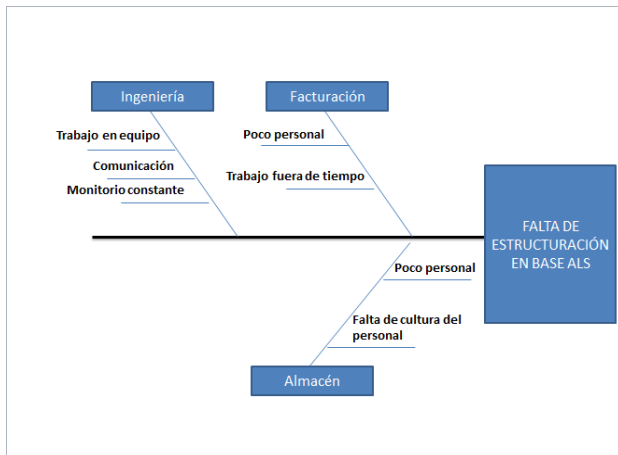 Ingeniería
Facturación
Trabajo en equipo
Comunicación
Monitorio constante
Poco personal
Trabajo fuera de tiempo
FALTA DE
ESTRUCTURACIÓN
EN BASE ALS
Poco personal
Falta de cultura del
personal
Almacén